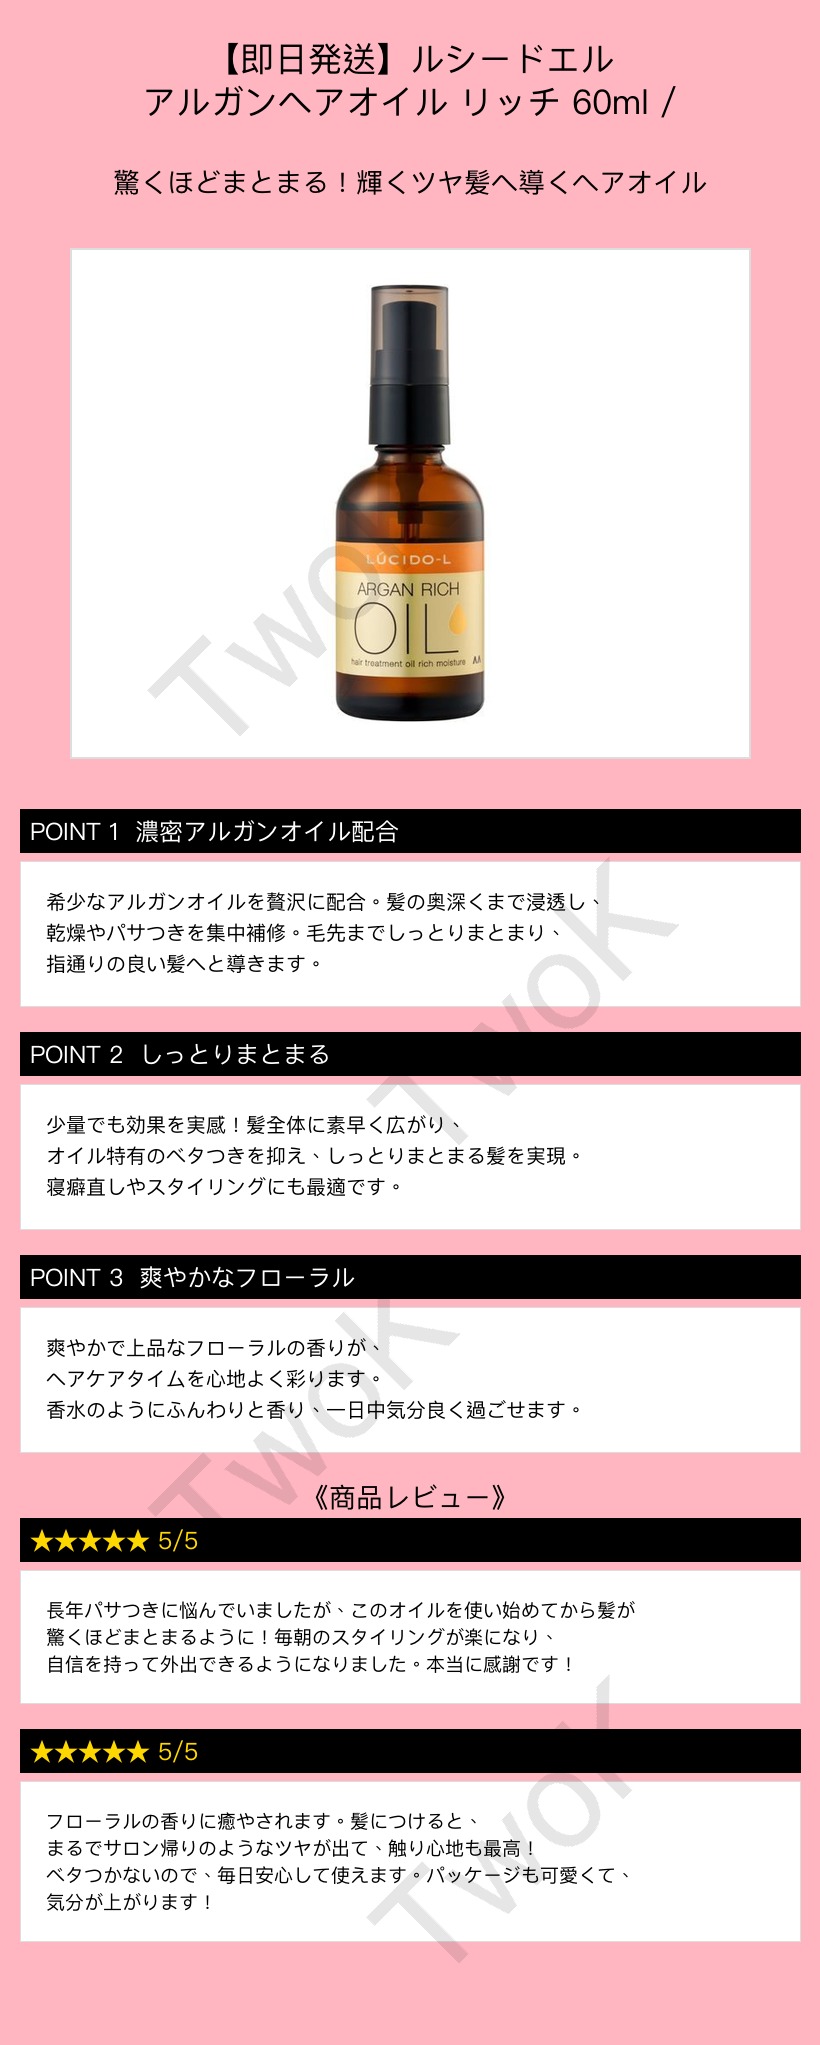 【即日発送】ルシードエル
アルガンヘアオイル リッチ 60ml /
驚くほどまとまる！輝くツヤ髪へ導くヘアオイル
LÚCIDO-L
ARGAN RICH
OIL
hair treatment oil rich moisture
TwoK
POINT 1 濃密アルガンオイル配合
希少なアルガンオイルを贅沢に配合。髪の奥深くまで浸透し、
乾燥やパサつきを集中補修。毛先までしっとりまとまり、
指通りの良い髪へと導きます。
TwoK
POINT 2 しっとりまとまる
少量でも効果を実感！髪全体に素早く広がり、
オイル特有のベタつきを抑え、しっとりまとまる髪を実現。
寝癖直しやスタイリングにも最適です。
POINT 3 爽やかなフローラル
爽やかで上品なフローラルの香りが、
ヘアケアタイムを心地よく彩ります。
香水のようにふんわりと香り、一日中気分良く過ごせます。
TwoK
《商品レビュー》
★★★★★ 5/5
長年パサつきに悩んでいましたが、このオイルを使い始めてから髪が
驚くほどまとまるように！毎朝のスタイリングが楽になり、
自信を持って外出できるようになりました。本当に感謝です！
★★★★★ 5/5
フローラルの香りに癒やされます。髪につけると、
まるでサロン帰りのようなツヤが出て、触り心地も最高！
ベタつかないので、毎日安心して使えます。パッケージも可愛くて、
気分が上がります！
TwoK